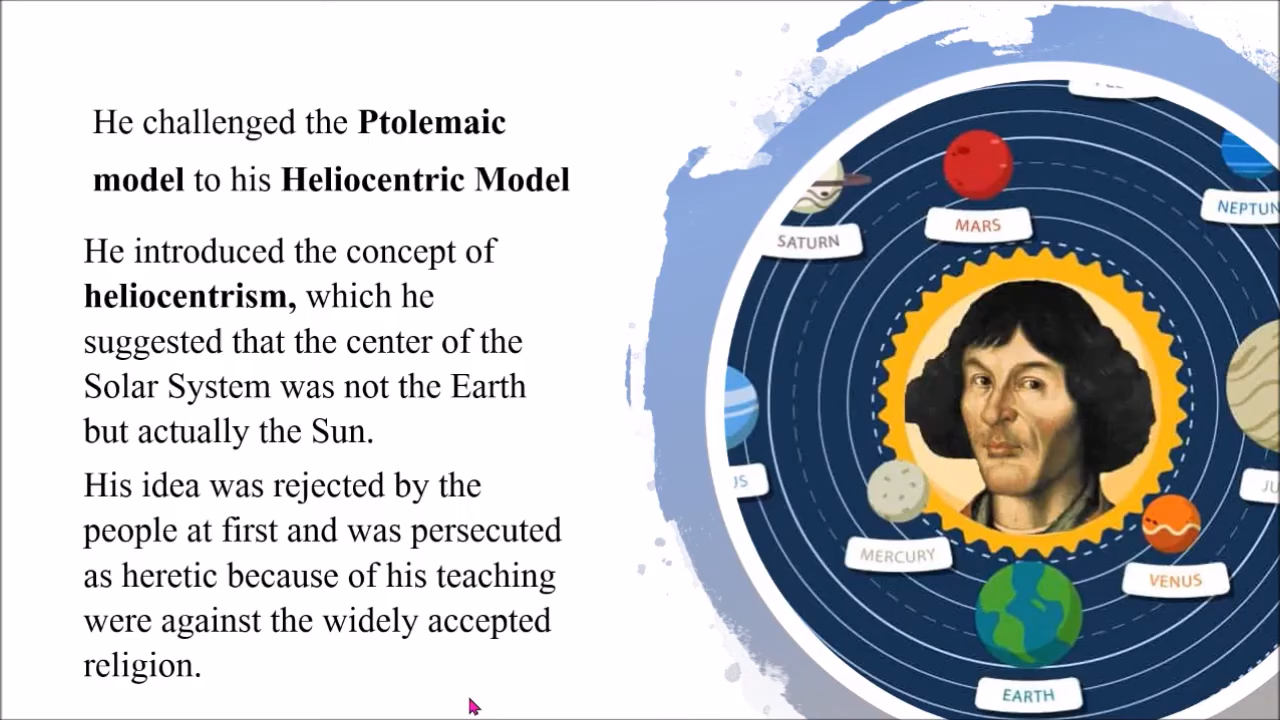 He challenged the Ptolemaic
model to his Heliocentric Model
He introduced the concept of
heliocentrism, which he
suggested that the center of the
Solar System was not the Earth
but actually the Sun.
His idea was rejected by the
people at first and was persecuted
as heretic because of his teaching
were against the widely accepted
religion.
MARS
NEPTUN
SATURN
US
JU
MERCURY
VENUS
EARTH